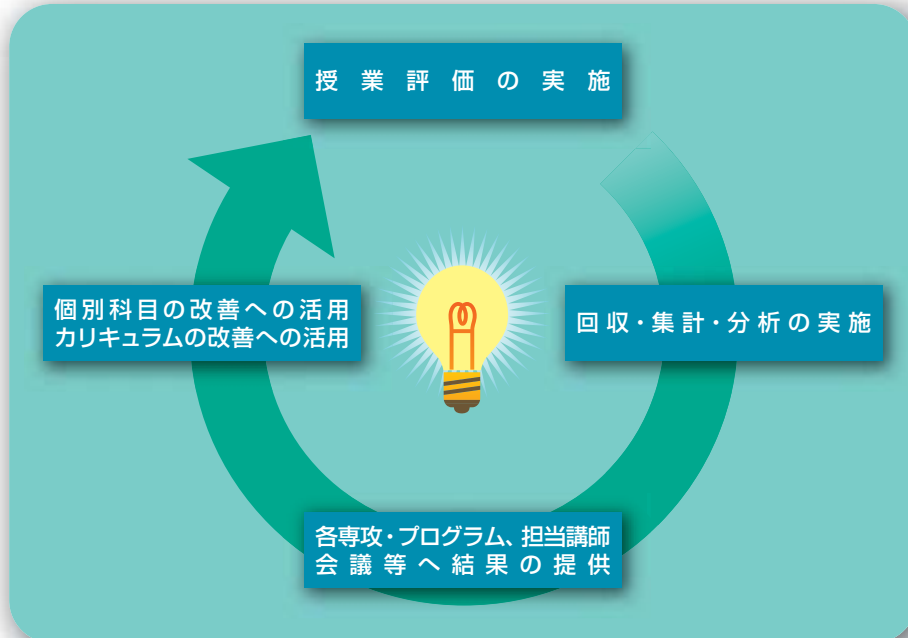 授業評価の実施
回収・集計・分析の実施
各専攻・プログラム、担当講師
会議等へ結果の提供
個別科目の改善への活用
カリキュラムの改善への活用